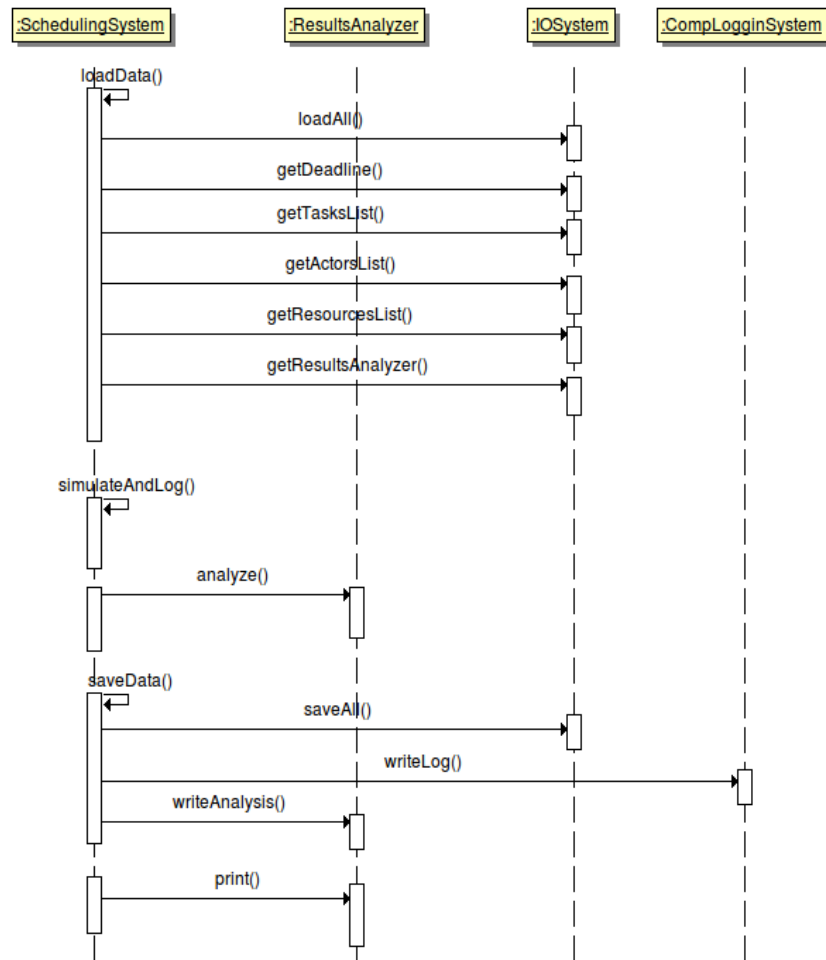 :SchedulingSystem
:ResultsAnalyzer
:IOSystem
:CompLogginSystem
loadData()
loadAll()
getDeadline()
getTasksList()
getActorsList()
getResourcesList()
getResultsAnalyzer()
simulateAndLog()
analyze()
saveData()
saveAll()
writeLog()
writeAnalysis()
print()